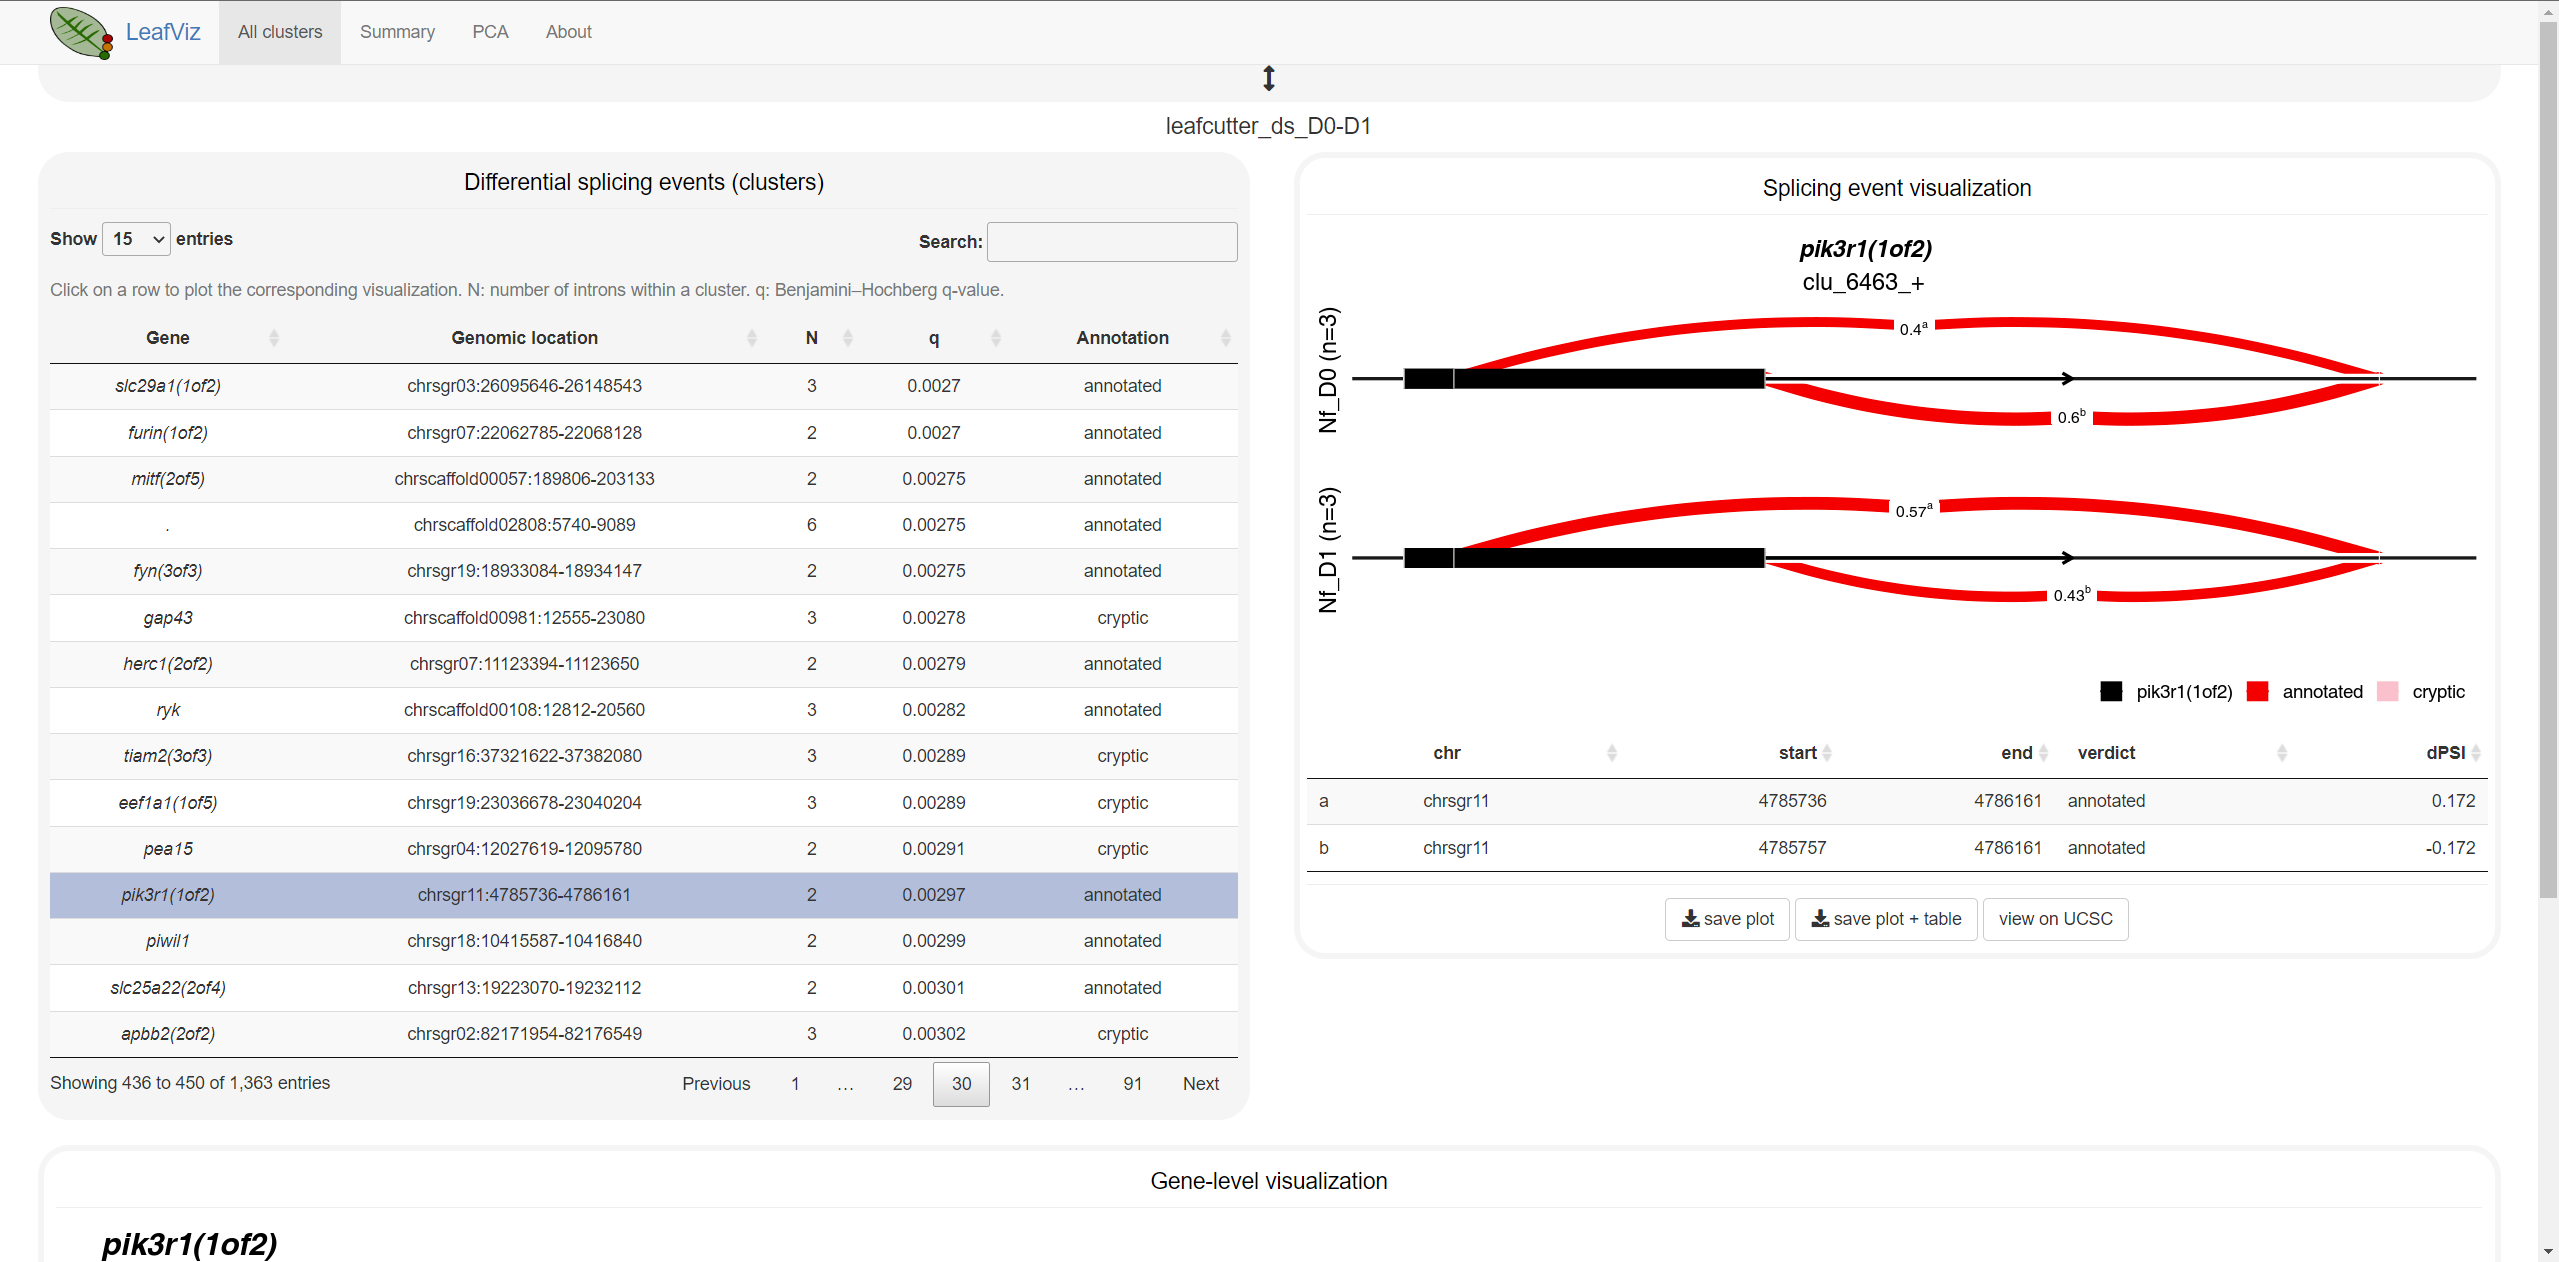 LeafViz All clusters Summary PCA About
leafcutter_ds_D0-D1
Differential splicing events (clusters)
Show 15 entries Search:
Click on a row to plot the corresponding visualization. N: number of introns within a cluster. q: Benjamini–Hochberg q-value.
Gene Genomic location N q Annotation
slc29a1(1of2) chrsgr03:26095646-26148543 3 0.0027 annotated
furin(1of2) chrsgr07:22062785-22068128 2 0.0027 annotated
mitf(2of5) chrscaffold00057:189806-203133 2 0.00275 annotated
. chrscaffold02808:5740-9089 6 0.00275 annotated
fyn(3of3) chrsgr19:18933084-18934147 2 0.00275 annotated
gap43 chrscaffold00981:12555-23080 3 0.00278 cryptic
herc1(2of2) chrsgr07:11123394-11123650 2 0.00279 annotated
ryk chrscaffold00108:12812-20560 3 0.00282 annotated
tiam2(3of3) chrsgr16:37321622-37382080 3 0.00289 cryptic
eef1a1(1of5) chrsgr19:23036678-23040204 3 0.00289 cryptic
pea15 chrsgr04:12027619-12095780 2 0.00291 cryptic
pik3r1(1of2) chrsgr11:4785736-4786161 2 0.00297 annotated
piwil1 chrsgr18:10415587-10416840 2 0.00299 annotated
slc25a22(2of4) chrsgr13:19223070-19232112 2 0.00301 annotated
apbb2(2of2) chrsgr02:82171954-82176549 3 0.00302 cryptic
Showing 436 to 450 of 1,363 entries Previous 1 … 29 30 31 … 91 Next
Splicing event visualization
pik3r1(1of2)
clu_6463_+
Nf_D0 (n=3)
0.4a
0.6b
Nf_D1 (n=3)
0.57a
0.43b
pik3r1(1of2) annotated cryptic
chr start end verdict dPSI
a chrsgr11 4785736 4786161 annotated 0.172
b chrsgr11 4785757 4786161 annotated -0.172
save plot save plot + table view on UCSC
Gene-level visualization
pik3r1(1of2)